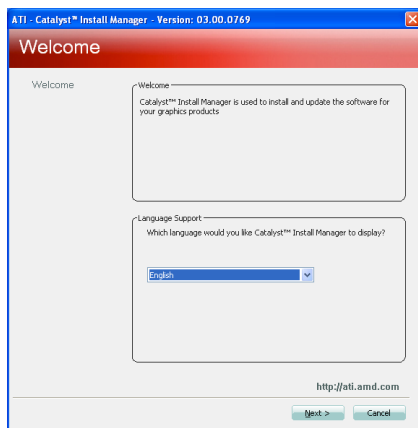 ATI - Catalyst™ Install Manager - Version: 03.00.0769
Welcome
Welcome
Welcome
Catalyst™ Install Manager is used to install and update the software for
your graphics products
Language Support
Which language would you like Catalyst™ Install Manager to display?
English
http://ati.amd.com
Next >
Cancel